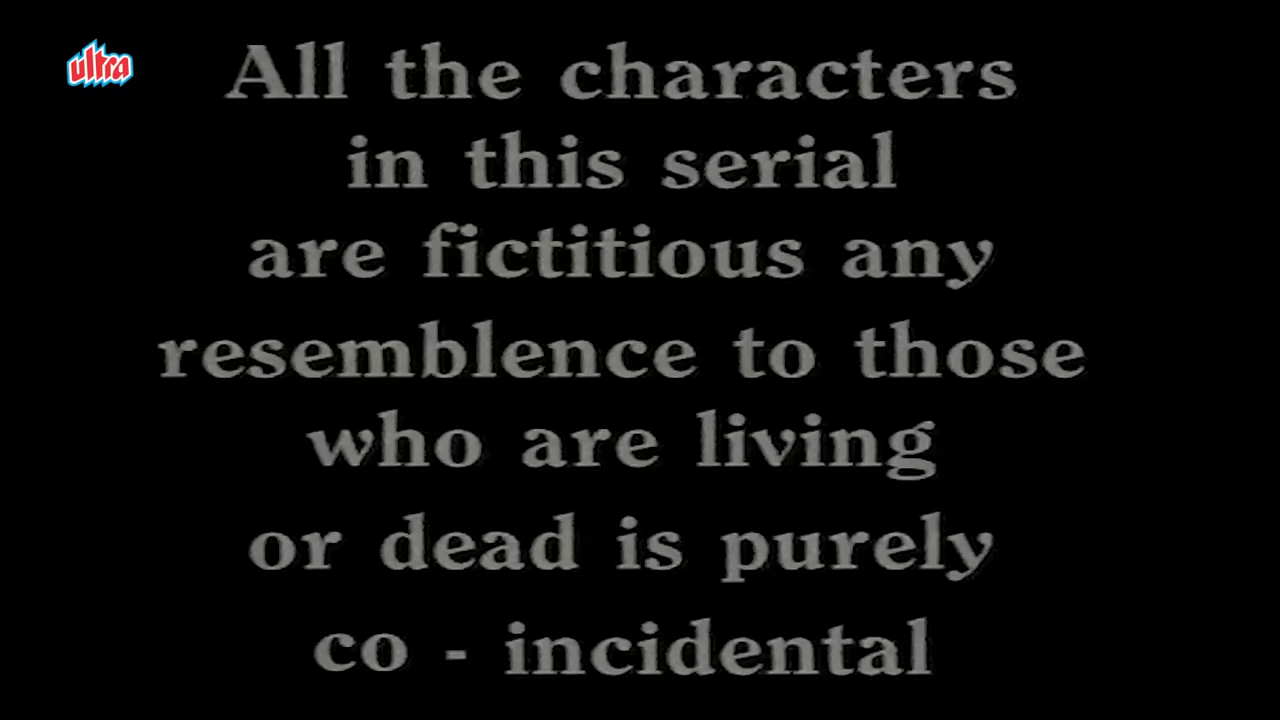 ultra
All the characters
in this serial
are fictitious any
resemblence to those
who are living
or dead is purely
co - incidental